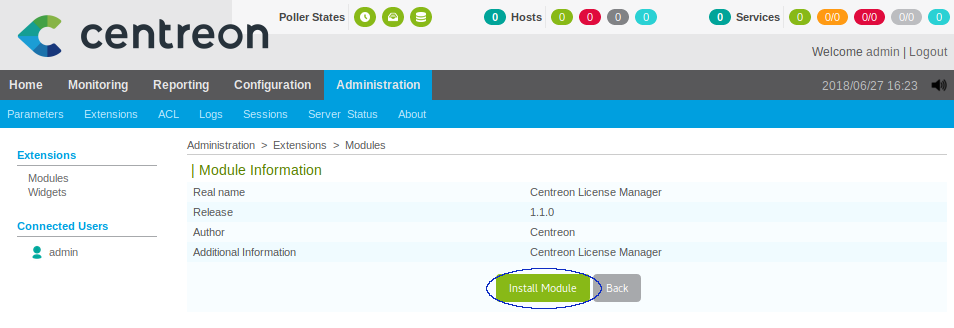 centreon
Poller States 0 Hosts 0 0 0 0 0 Services 0 0/0 0/0 0/0 0
Welcome admin | Logout
Home Monitoring Reporting Configuration Administration 2018/06/27 16:23
Parameters Extensions ACL Logs Sessions Server Status About
Extensions
Modules
Widgets
Connected Users
admin
Administration > Extensions > Modules
| Module Information
Real name Centreon License Manager
Release 1.1.0
Author Centreon
Additional Information Centreon License Manager
Install Module Back